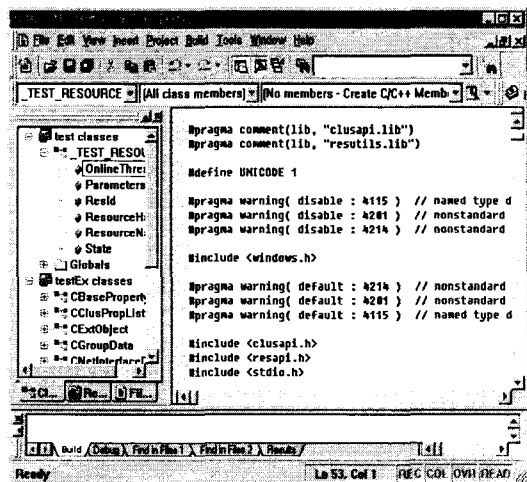 File Edit View Insert Project Build Tools Window Help
_TEST_RESOURCE
(All class members)
(No members - Create C/C++ Memb
test classes
_TEST_RESOU
OnlineThre
Parameters
ResId
ResourceH
ResourceN
State
Globals
testEx classes
CBaseProperty
CClusPropList
CExtObject
CGroupData
CNetInterfaceD
Cl...
Re...
Fil...
#pragma comment(lib, "clusapi.lib")
#pragma comment(lib, "resutils.lib")
#define UNICODE 1
#pragma warning( disable : 4115 )  // named type d
#pragma warning( disable : 4201 )  // nonstandard
#pragma warning( disable : 4214 )  // nonstandard
#include <windows.h>
#pragma warning( default : 4214 )  // nonstandard
#pragma warning( default : 4201 )  // nonstandard
#pragma warning( default : 4115 )  // named type d
#include <clusapi.h>
#include <resapi.h>
#include <stdio.h>
Build Debug Find in Files 1 Find in Files 2 Results
Ready
Ln 53, Col 1
REC COL OVR READ